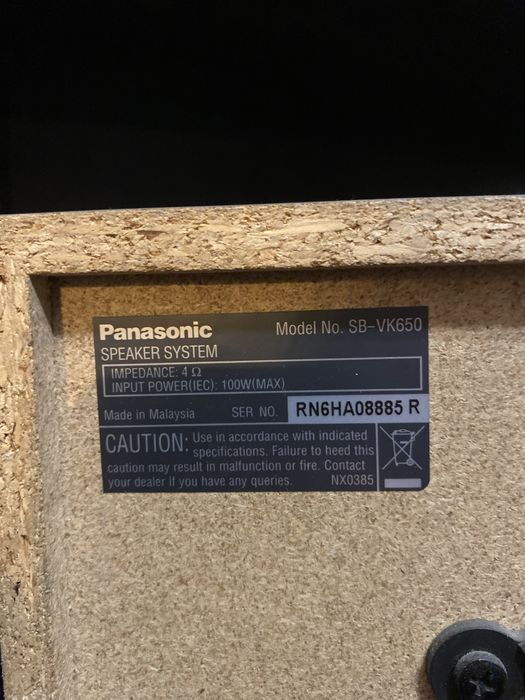 Panasonic Model No. SB-VK650
SPEAKER SYSTEM
IMPEDANCE: 4 Ω
INPUT POWER(IEC): 100W(MAX)
Made in Malaysia SER NO. RN6HA08885 R
CAUTION: Use in accordance with indicated
specifications. Failure to heed this
caution may result in malfunction or fire. Contact
your dealer if you have any queries. NX0385